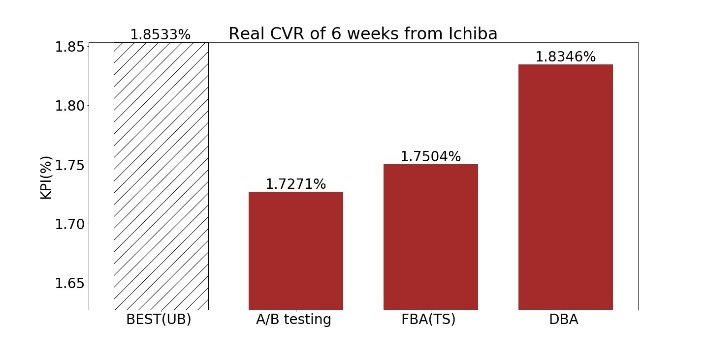 Real CVR of 6 weeks from Ichiba
1.8533%
1.8346%
1.7504%
1.7271%
KPI(%)
1.85
1.80
1.75
1.70
1.65
BEST(UB)
A/B testing
FBA(TS)
DBA